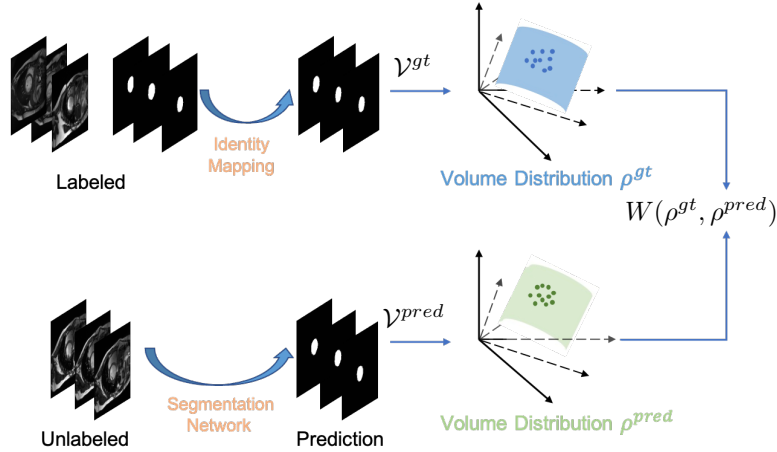 𝒱^{gt}
Identity
Mapping
Labeled
Volume Distribution ρ^{gt}
W(ρ^{gt}, ρ^{pred})
𝒱^{pred}
Segmentation
Network
Unlabeled
Prediction
Volume Distribution ρ^{pred}